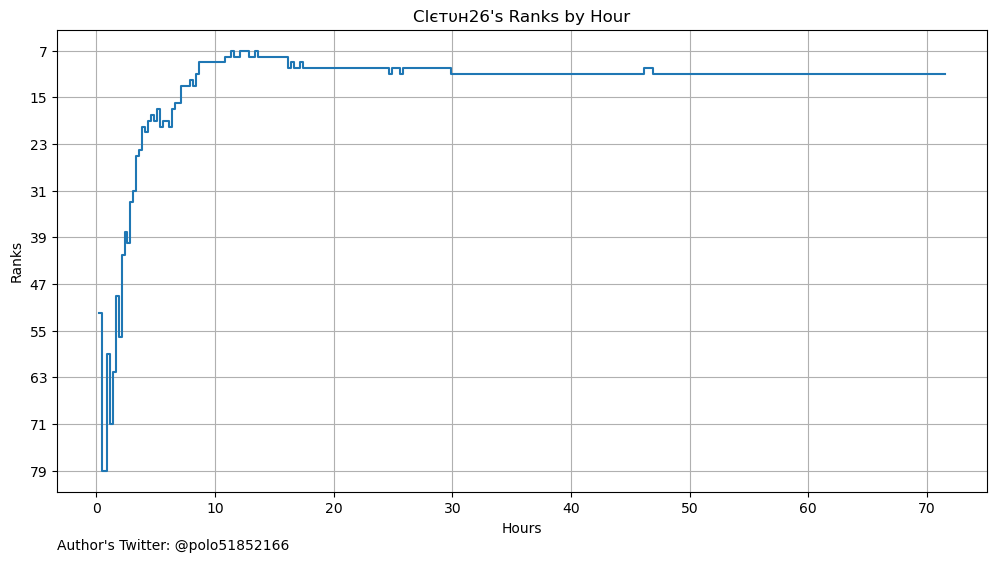 Clєтυн26's Ranks by Hour
Ranks
7
15
23
31
39
47
55
63
71
79
0 10 20 30 40 50 60 70
Hours
Author's Twitter: @polo51852166